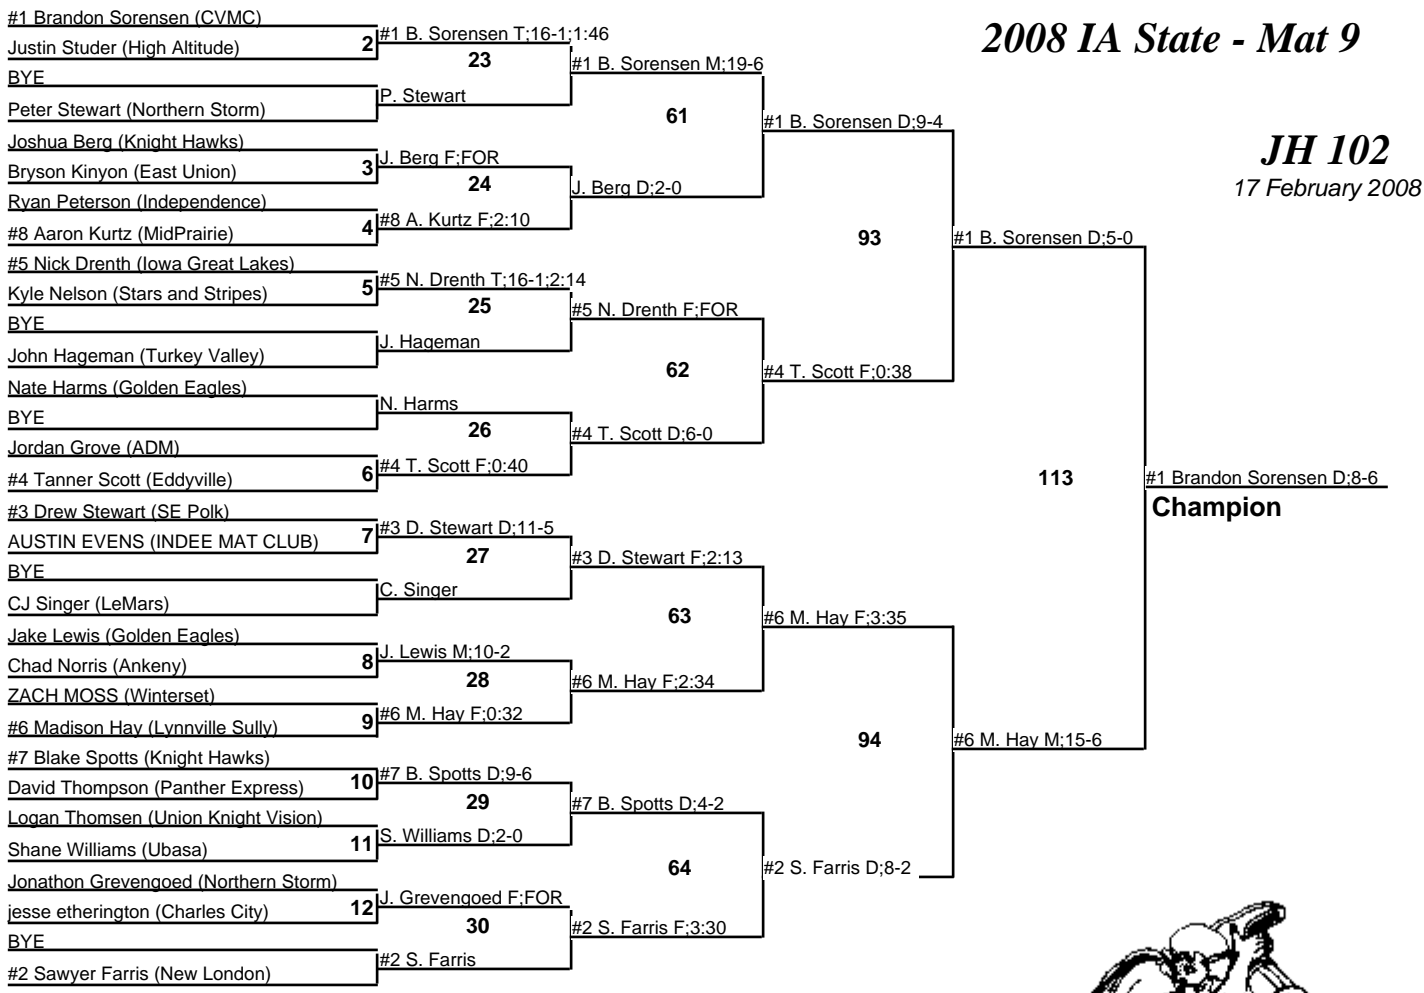 2008 IA State - Mat 9
JH 102
17 February 2008
#1 Brandon Sorensen (CVMC)
Justin Studer (High Altitude)
BYE
Peter Stewart (Northern Storm)
Joshua Berg (Knight Hawks)
Bryson Kinyon (East Union)
Ryan Peterson (Independence)
#8 Aaron Kurtz (MidPrairie)
#5 Nick Drenth (Iowa Great Lakes)
Kyle Nelson (Stars and Stripes)
BYE
John Hageman (Turkey Valley)
Nate Harms (Golden Eagles)
BYE
Jordan Grove (ADM)
#4 Tanner Scott (Eddyville)
#3 Drew Stewart (SE Polk)
AUSTIN EVENS (INDEE MAT CLUB)
BYE
CJ Singer (LeMars)
Jake Lewis (Golden Eagles)
Chad Norris (Ankeny)
ZACH MOSS (Winterset)
#6 Madison Hay (Lynnville Sully)
#7 Blake Spotts (Knight Hawks)
David Thompson (Panther Express)
Logan Thomsen (Union Knight Vision)
Shane Williams (Ubasa)
Jonathon Grevengoed (Northern Storm)
jesse etherington (Charles City)
BYE
#2 Sawyer Farris (New London)
2
3
4
5
6
7
8
9
10
11
12
#1 B. Sorensen T;16-1;1:46
23
P. Stewart
J. Berg F;FOR
24
#8 A. Kurtz F;2:10
#5 N. Drenth T;16-1;2:14
25
J. Hageman
N. Harms
26
#4 T. Scott F;0:40
#3 D. Stewart D;11-5
27
C. Singer
J. Lewis M;10-2
28
#6 M. Hay F;0:32
#7 B. Spotts D;9-6
29
S. Williams D;2-0
J. Grevengoed F;FOR
30
#2 S. Farris
#1 B. Sorensen M;19-6
61
J. Berg D;2-0
#5 N. Drenth F;FOR
62
#4 T. Scott D;6-0
#3 D. Stewart F;2:13
63
#6 M. Hay F;2:34
#7 B. Spotts D;4-2
64
#2 S. Farris F;3:30
#1 B. Sorensen D;9-4
93
#4 T. Scott F;0:38
#6 M. Hay F;3:35
94
#2 S. Farris D;8-2
#1 B. Sorensen D;5-0
113
#6 M. Hay M;15-6
#1 Brandon Sorensen D;8-6
Champion